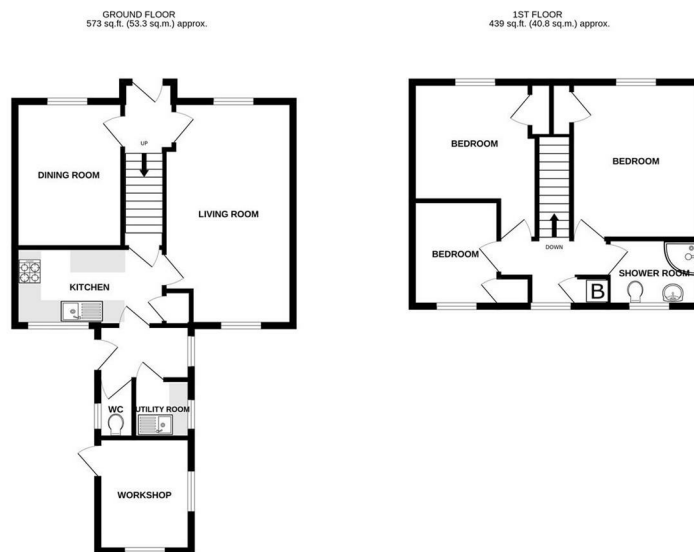 GROUND FLOOR
573 sq.ft. (53.3 sq.m.) approx.
UP
DINING ROOM
LIVING ROOM
KITCHEN
WC
UTILITY ROOM
WORKSHOP
1ST FLOOR
439 sq.ft. (40.8 sq.m.) approx.
BEDROOM
BEDROOM
BEDROOM
DOWN
SHOWER ROOM
B